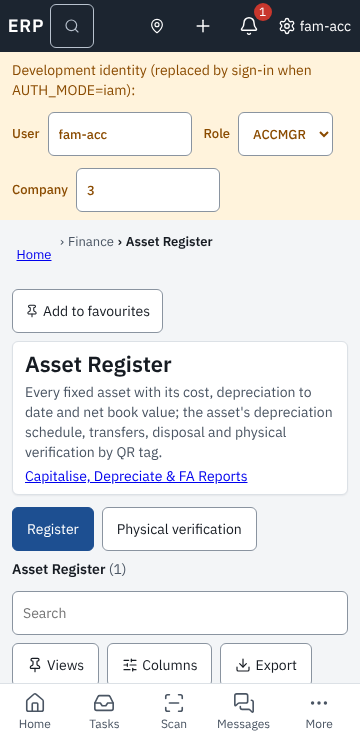 ERP
1
fam-acc
Development identity (replaced by sign-in when
AUTH_MODE=iam):
User
fam-acc
Role
ACCMGR
Company
3
Home › Finance › Asset Register
Add to favourites
Asset Register
Every fixed asset with its cost, depreciation to
date and net book value; the asset's depreciation
schedule, transfers, disposal and physical
verification by QR tag.
Capitalise, Depreciate & FA Reports
Register
Physical verification
Asset Register (1)
Search
Views
Columns
Export
Home
Tasks
Scan
Messages
More